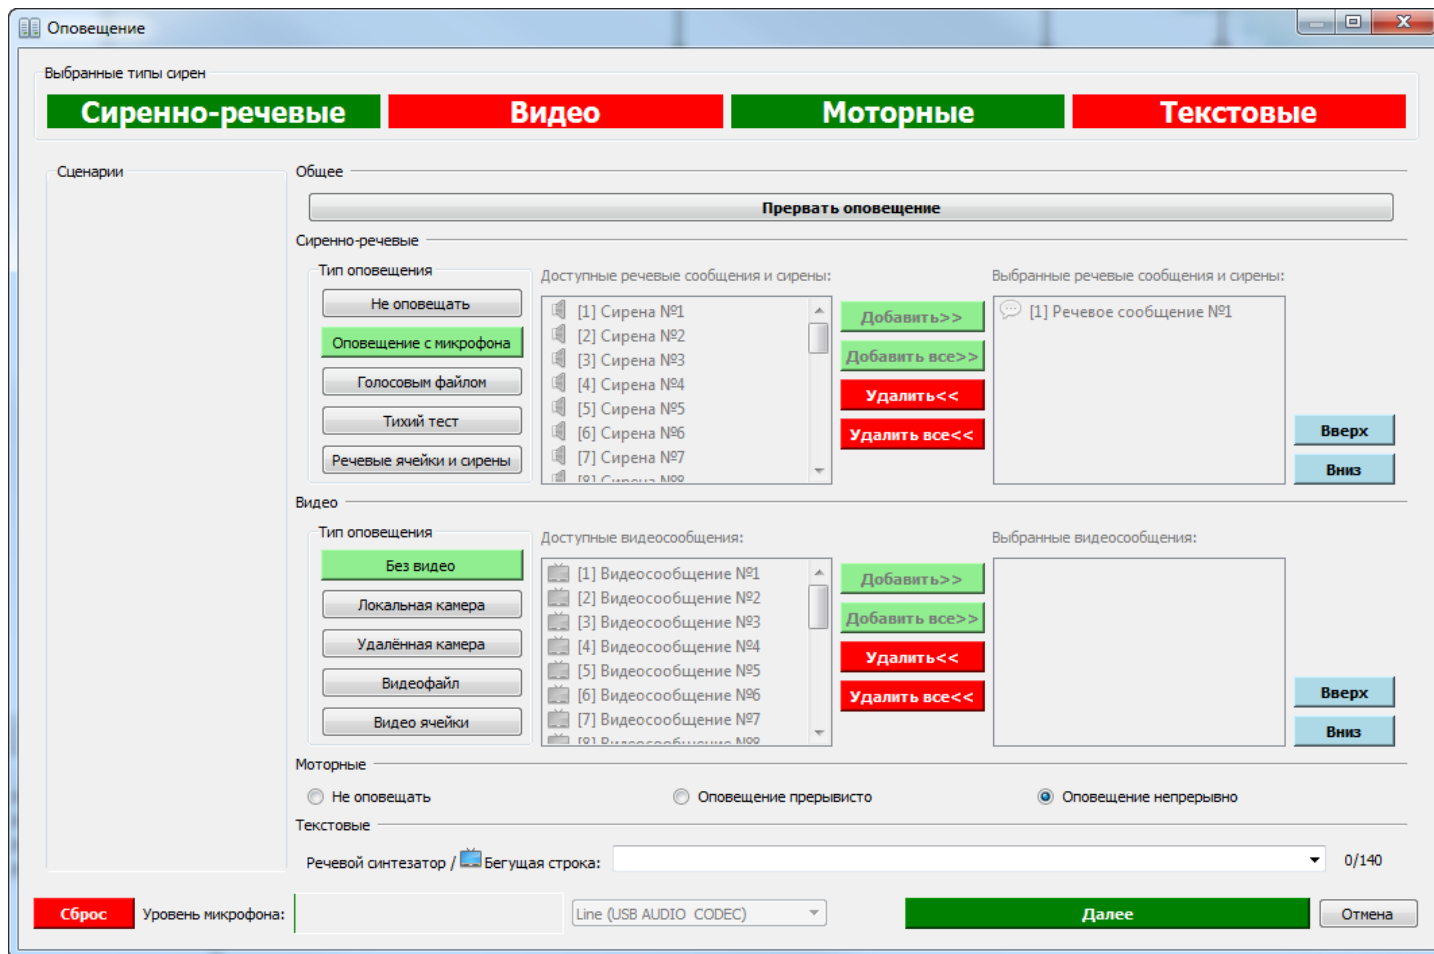 Оповещение
Выбранные типы сирен
Сиренно-речевые
Видео
Моторные
Текстовые
Сценарии
Общее
Прервать оповещение
Сиренно-речевые
Тип оповещения
Не оповещать
Оповещение с микрофона
Голосовым файлом
Тихий тест
Речевые ячейки и сирены
Доступные речевые сообщения и сирены:
[1] Сирена №1
[2] Сирена №2
[3] Сирена №3
[4] Сирена №4
[5] Сирена №5
[6] Сирена №6
[7] Сирена №7
[8] Сирена №8
Добавить>>
Добавить все>>
Удалить<<
Удалить все<<
Выбранные речевые сообщения и сирены:
[1] Речевое сообщение №1
Вверх
Вниз
Видео
Тип оповещения
Без видео
Локальная камера
Удалённая камера
Видеофайл
Видео ячейки
Доступные видеосообщения:
[1] Видеосообщение №1
[2] Видеосообщение №2
[3] Видеосообщение №3
[4] Видеосообщение №4
[5] Видеосообщение №5
[6] Видеосообщение №6
[7] Видеосообщение №7
[8] Видеосообщение №8
Добавить>>
Добавить все>>
Удалить<<
Удалить все<<
Выбранные видеосообщения:
Вверх
Вниз
Моторные
Не оповещать
Оповещение прерывисто
Оповещение непрерывно
Текстовые
Речевой синтезатор / Бегущая строка:
0/140
Сброс
Уровень микрофона:
Line (USB AUDIO  CODEC)
Далее
Отмена